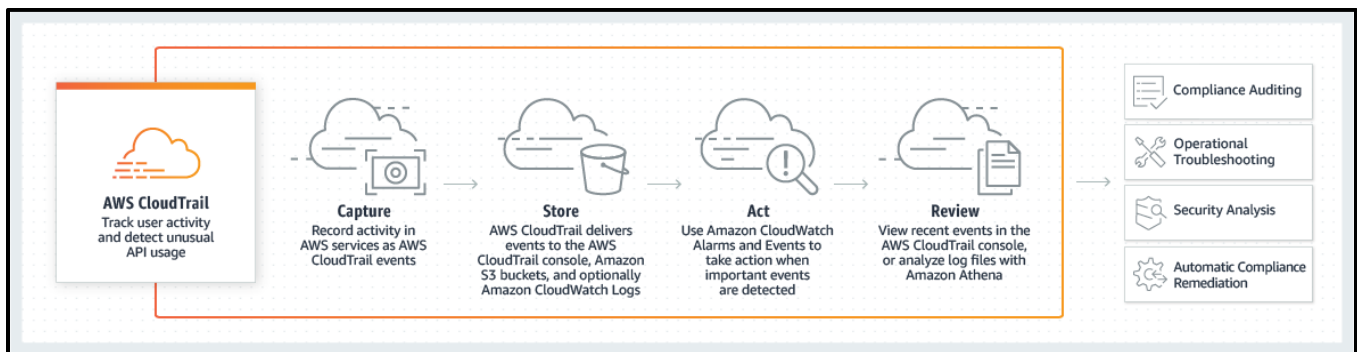 AWS CloudTrail
Track user activity
and detect unusual
API usage
Capture
Record activity in
AWS services as AWS
CloudTrail events
Store
AWS CloudTrail delivers
events to the AWS
CloudTrail console, Amazon
S3 buckets, and optionally
Amazon CloudWatch Logs
Act
Use Amazon CloudWatch
Alarms and Events to
take action when
important events
are detected
Review
View recent events in the
AWS CloudTrail console,
or analyze log files with
Amazon Athena
Compliance Auditing
Operational
Troubleshooting
Security Analysis
Automatic Compliance
Remediation